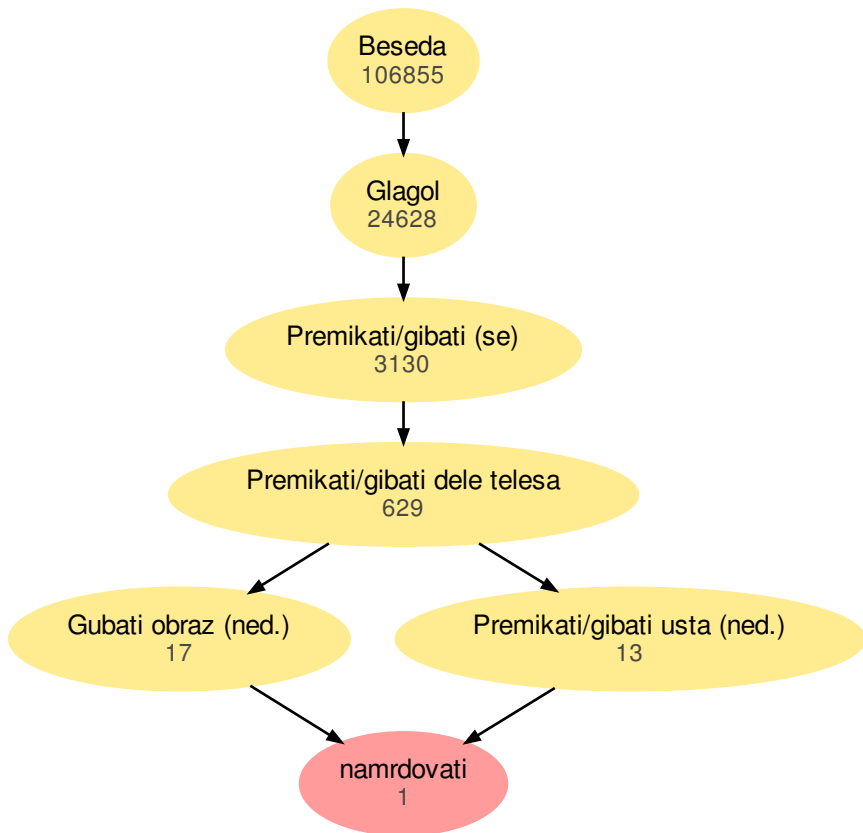 Beseda
106855
Glagol
24628
Premikati/gibati (se)
3130
Premikati/gibati dele telesa
629
Gubati obraz (ned.)
17
Premikati/gibati usta (ned.)
13
namrdovati
1